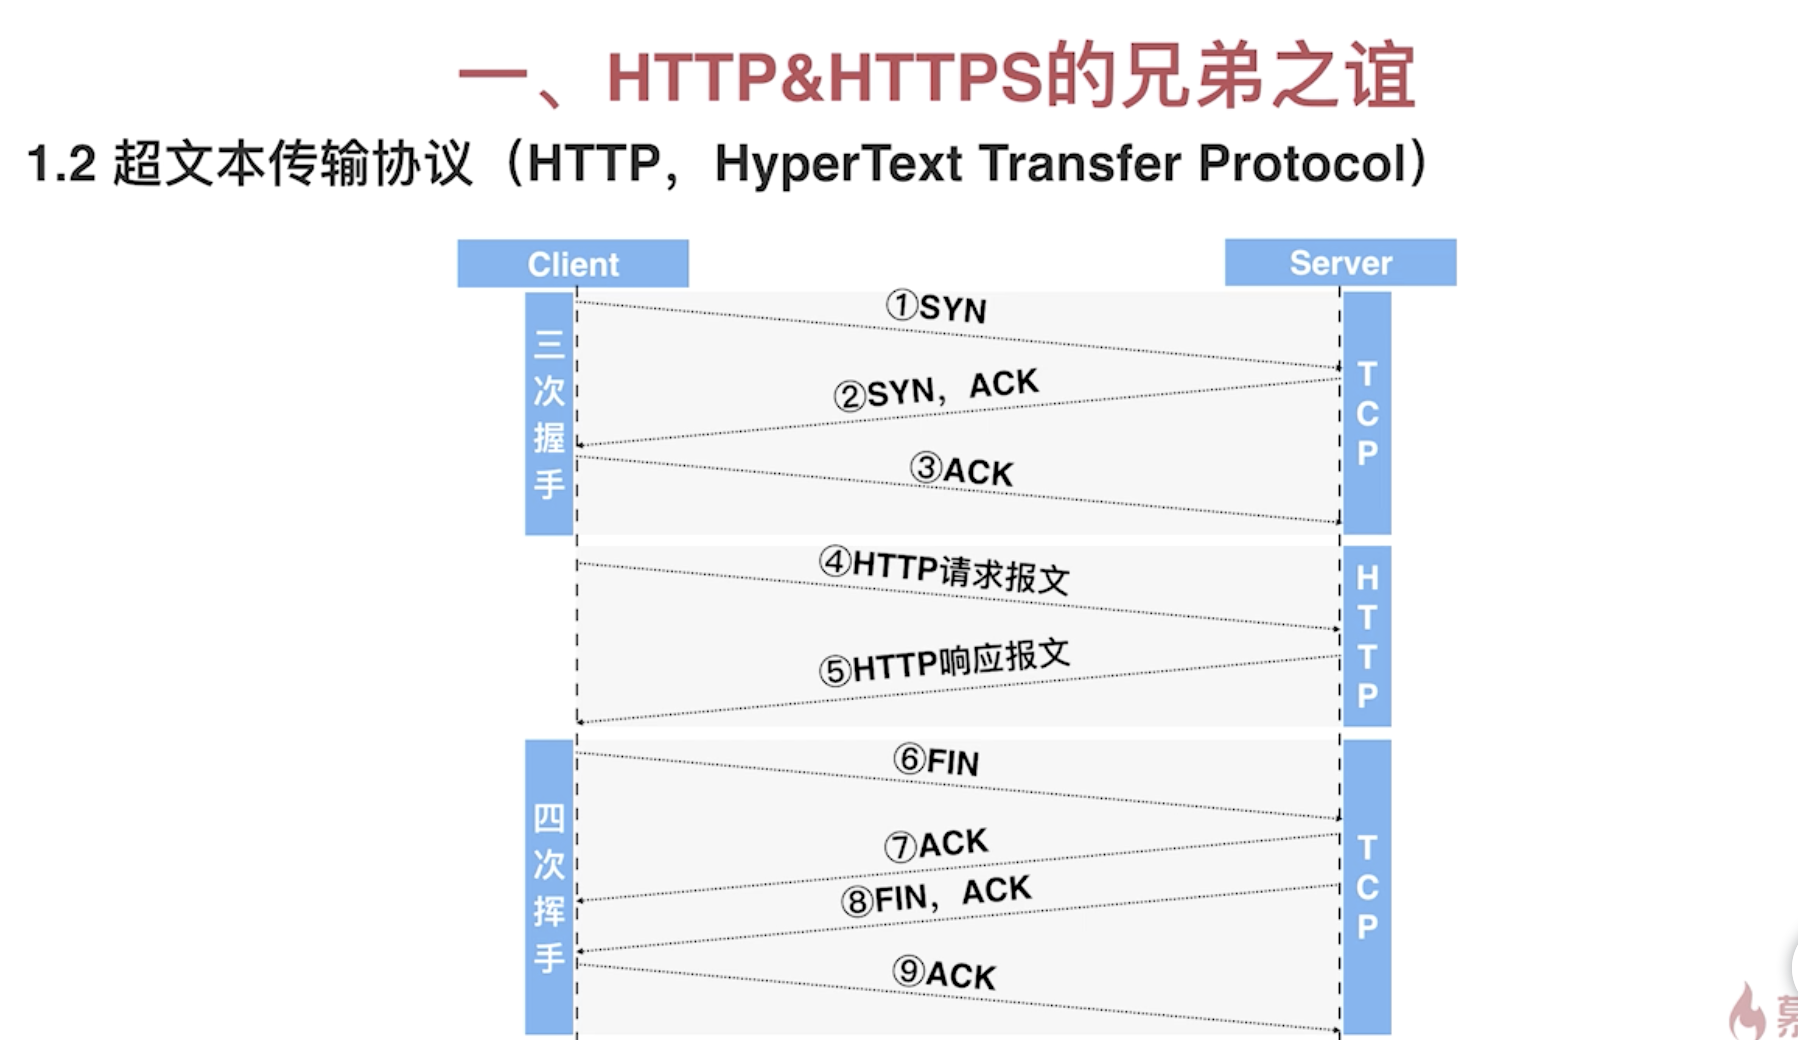 一、HTTP&HTTPS的兄弟之谊
1.2 超文本传输协议（HTTP，HyperText Transfer Protocol）
Client
Server
三次握手
①SYN
②SYN，ACK
③ACK
TCP
④HTTP请求报文
⑤HTTP响应报文
HTTP
四次挥手
⑥FIN
⑦ACK
⑧FIN，ACK
⑨ACK
TCP